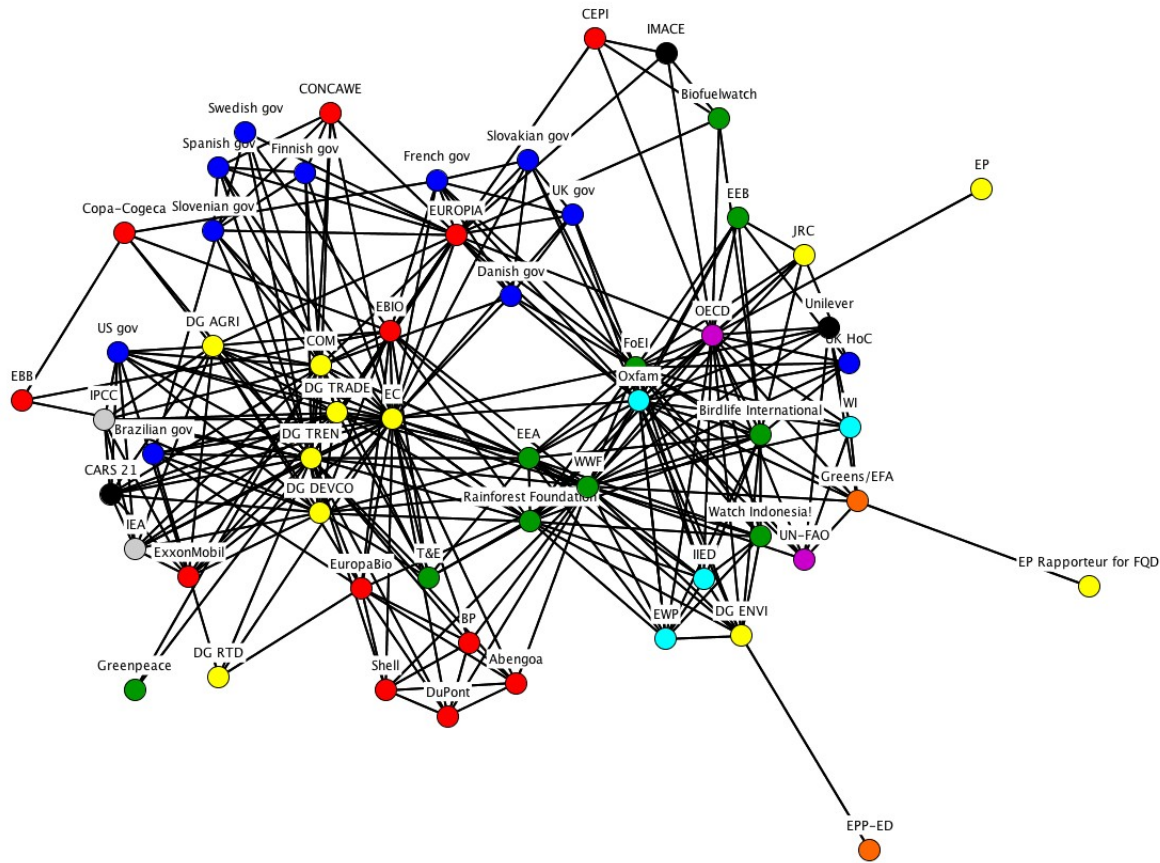 CEPI
IMACE
CONCAWE
Biofuelwatch
Swedish gov
Slovakian gov
Spanish gov
Finnish gov
French gov
EP
UK gov
EEB
Copa-Cogeca
Slovenian gov
EUROPIA
JRC
Danish gov
Unilever
EBIO
OECD
DG AGRI
COM
FoEI
US gov
UK HoC
EBB
Oxfam
IPCC
DG TRADE
EC
WI
Birdlife International
Brazilian gov
DG TREN
EEA
CARS 21
WWF
Greens/EFA
DG DEVCO
Rainforest Foundation
Watch Indonesia!
IEA
UN-FAO
ExxonMobil
T&E
IIED
EP Rapporteur for FQD
EuropaBio
EWP
DG ENVI
BP
DG RTD
Greenpeace
Shell
Abengoa
DuPont
EPP-ED